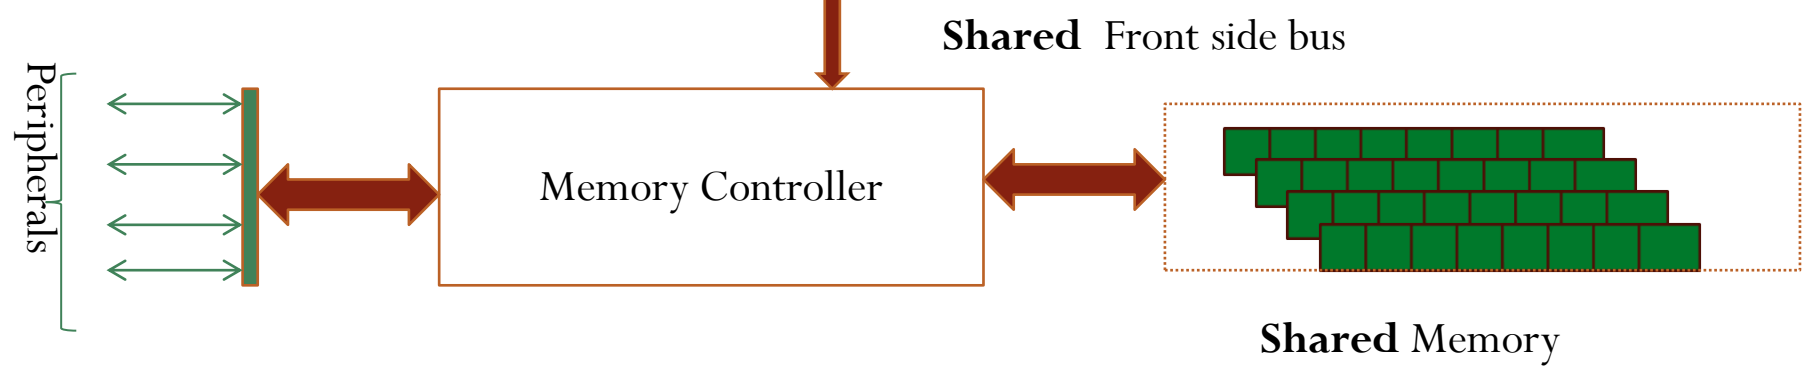 Shared Front side bus
Peripherals
Memory Controller
Shared Memory